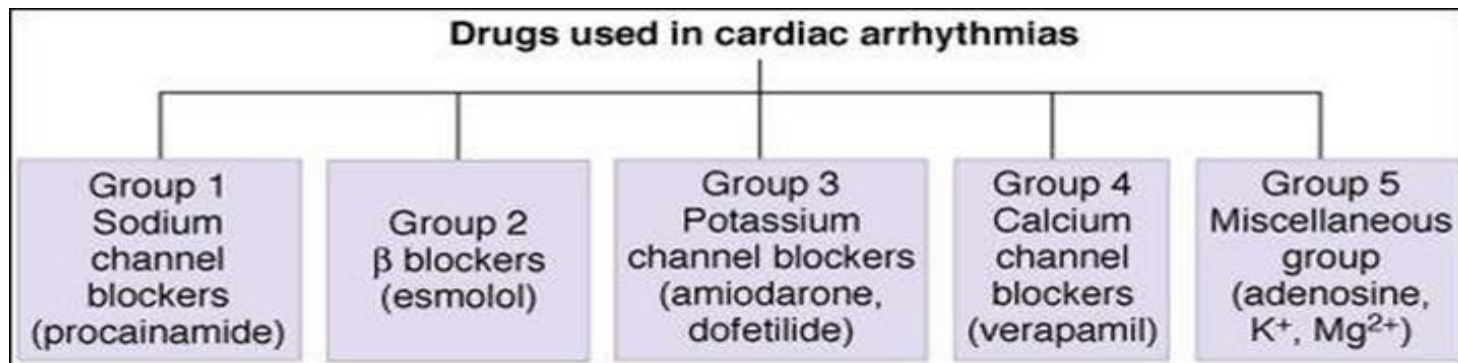 Drugs used in cardiac arrhythmias
Group 1
Sodium
channel
blockers
(procainamide)
Group 2
β blockers
(esmolol)
Group 3
Potassium
channel blockers
(amiodarone,
dofetilide)
Group 4
Calcium
channel
blockers
(verapamil)
Group 5
Miscellaneous
group
(adenosine,
K⁺, Mg²⁺)